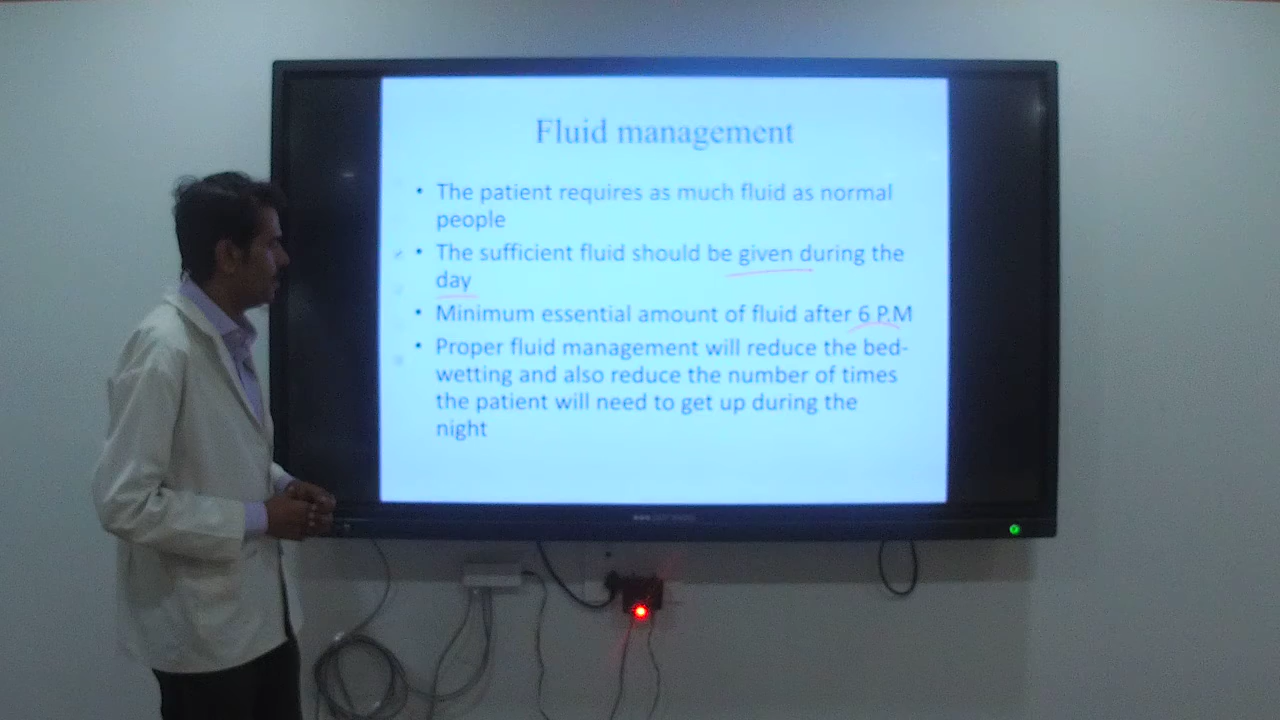 Fluid management
• The patient requires as much fluid as normal
people
• The sufficient fluid should be given during the
day
• Minimum essential amount of fluid after 6 P.M
• Proper fluid management will reduce the bed-
wetting and also reduce the number of times
the patient will need to get up during the
night